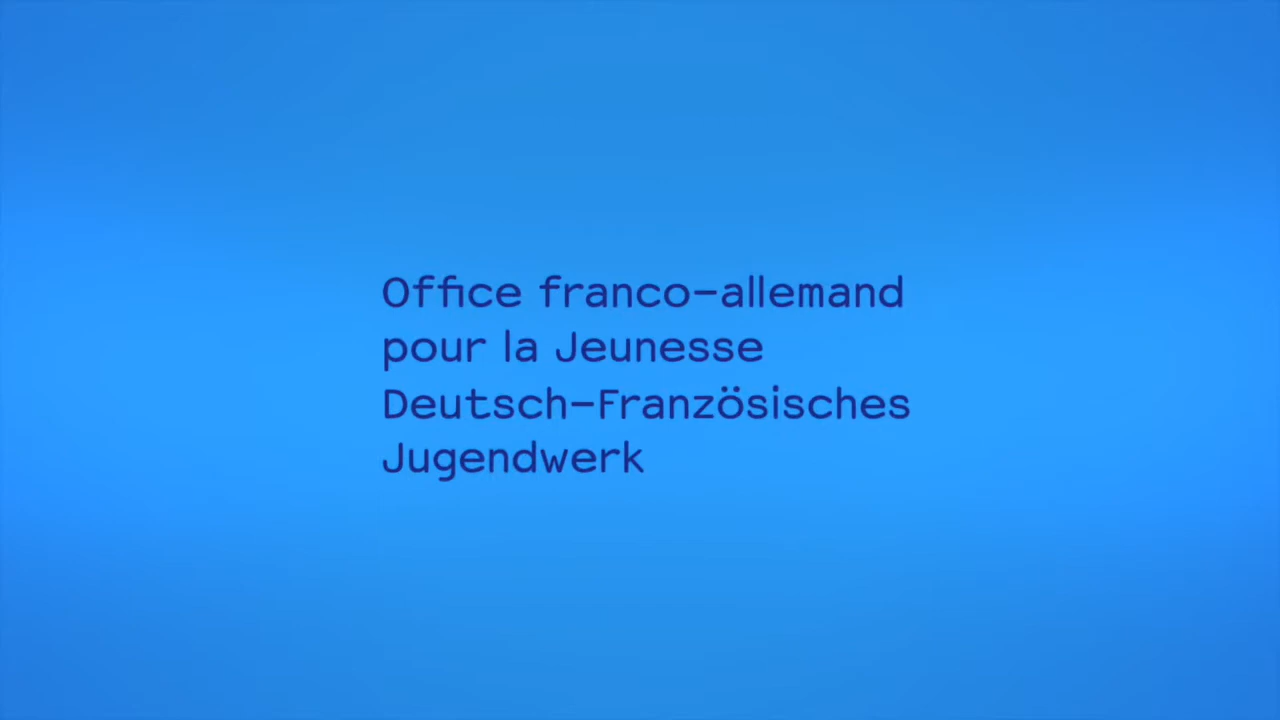 Office franco-allemand
pour la Jeunesse
Deutsch-Französisches
Jugendwerk